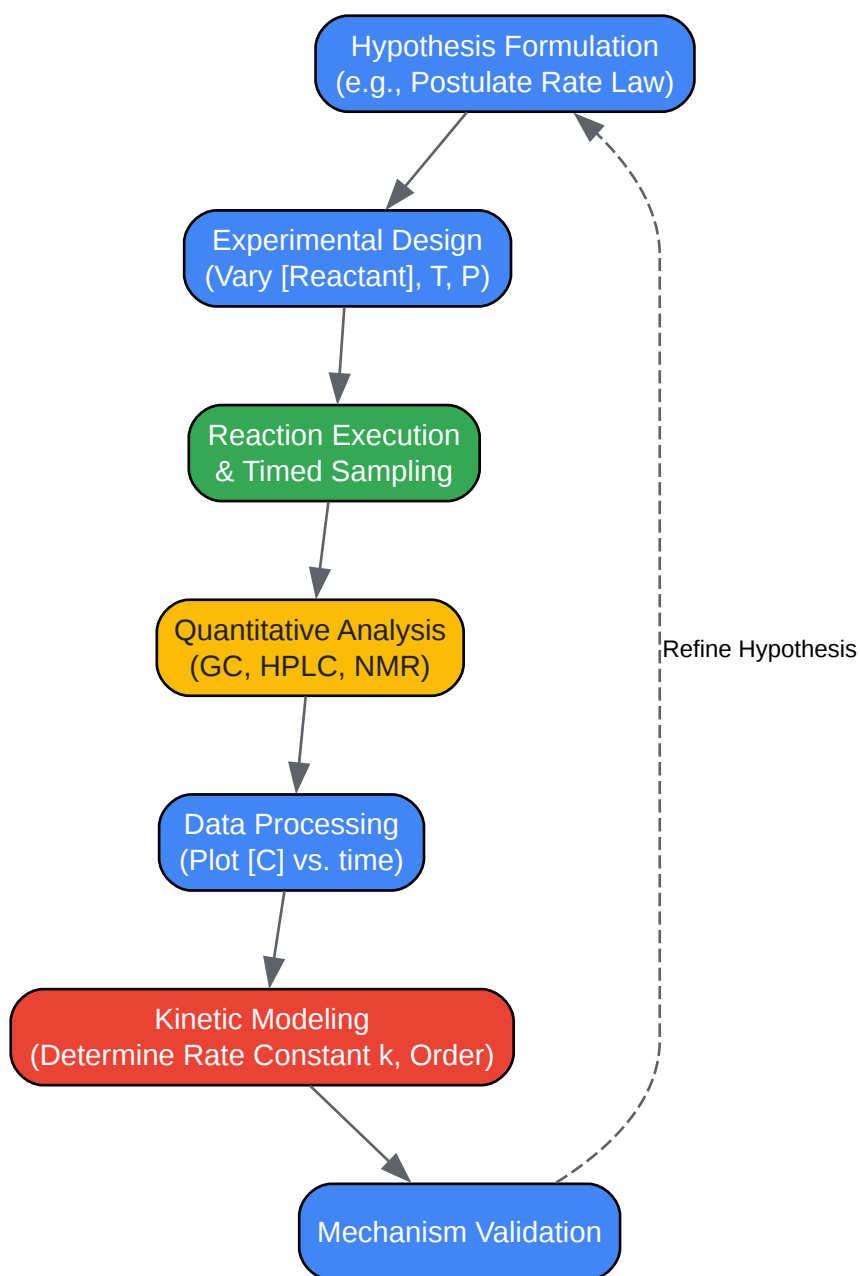 Hypothesis Formulation
(e.g., Postulate Rate Law)
Experimental Design
(Vary [Reactant], T, P)
Reaction Execution
& Timed Sampling
Quantitative Analysis
(GC, HPLC, NMR)
Refine Hypothesis
Data Processing
(Plot [C] vs. time)
Kinetic Modeling
(Determine Rate Constant k, Order)
Mechanism Validation